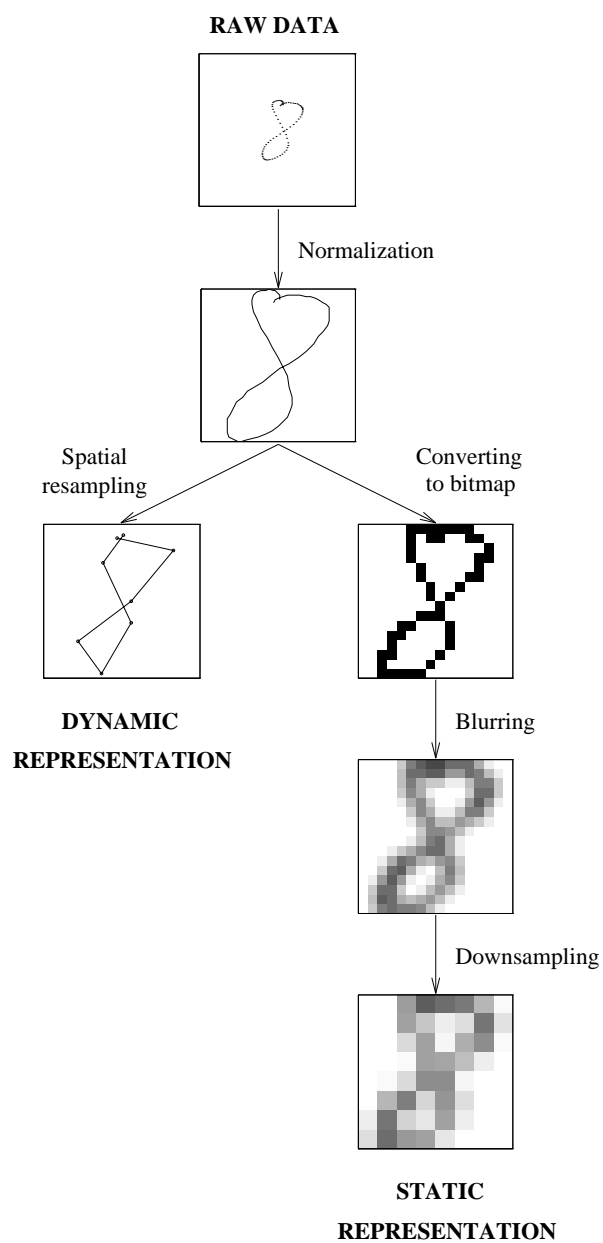 RAW DATA
Normalization
Spatial
resampling
Converting
to bitmap
DYNAMIC
REPRESENTATION
Blurring
Downsampling
STATIC
REPRESENTATION